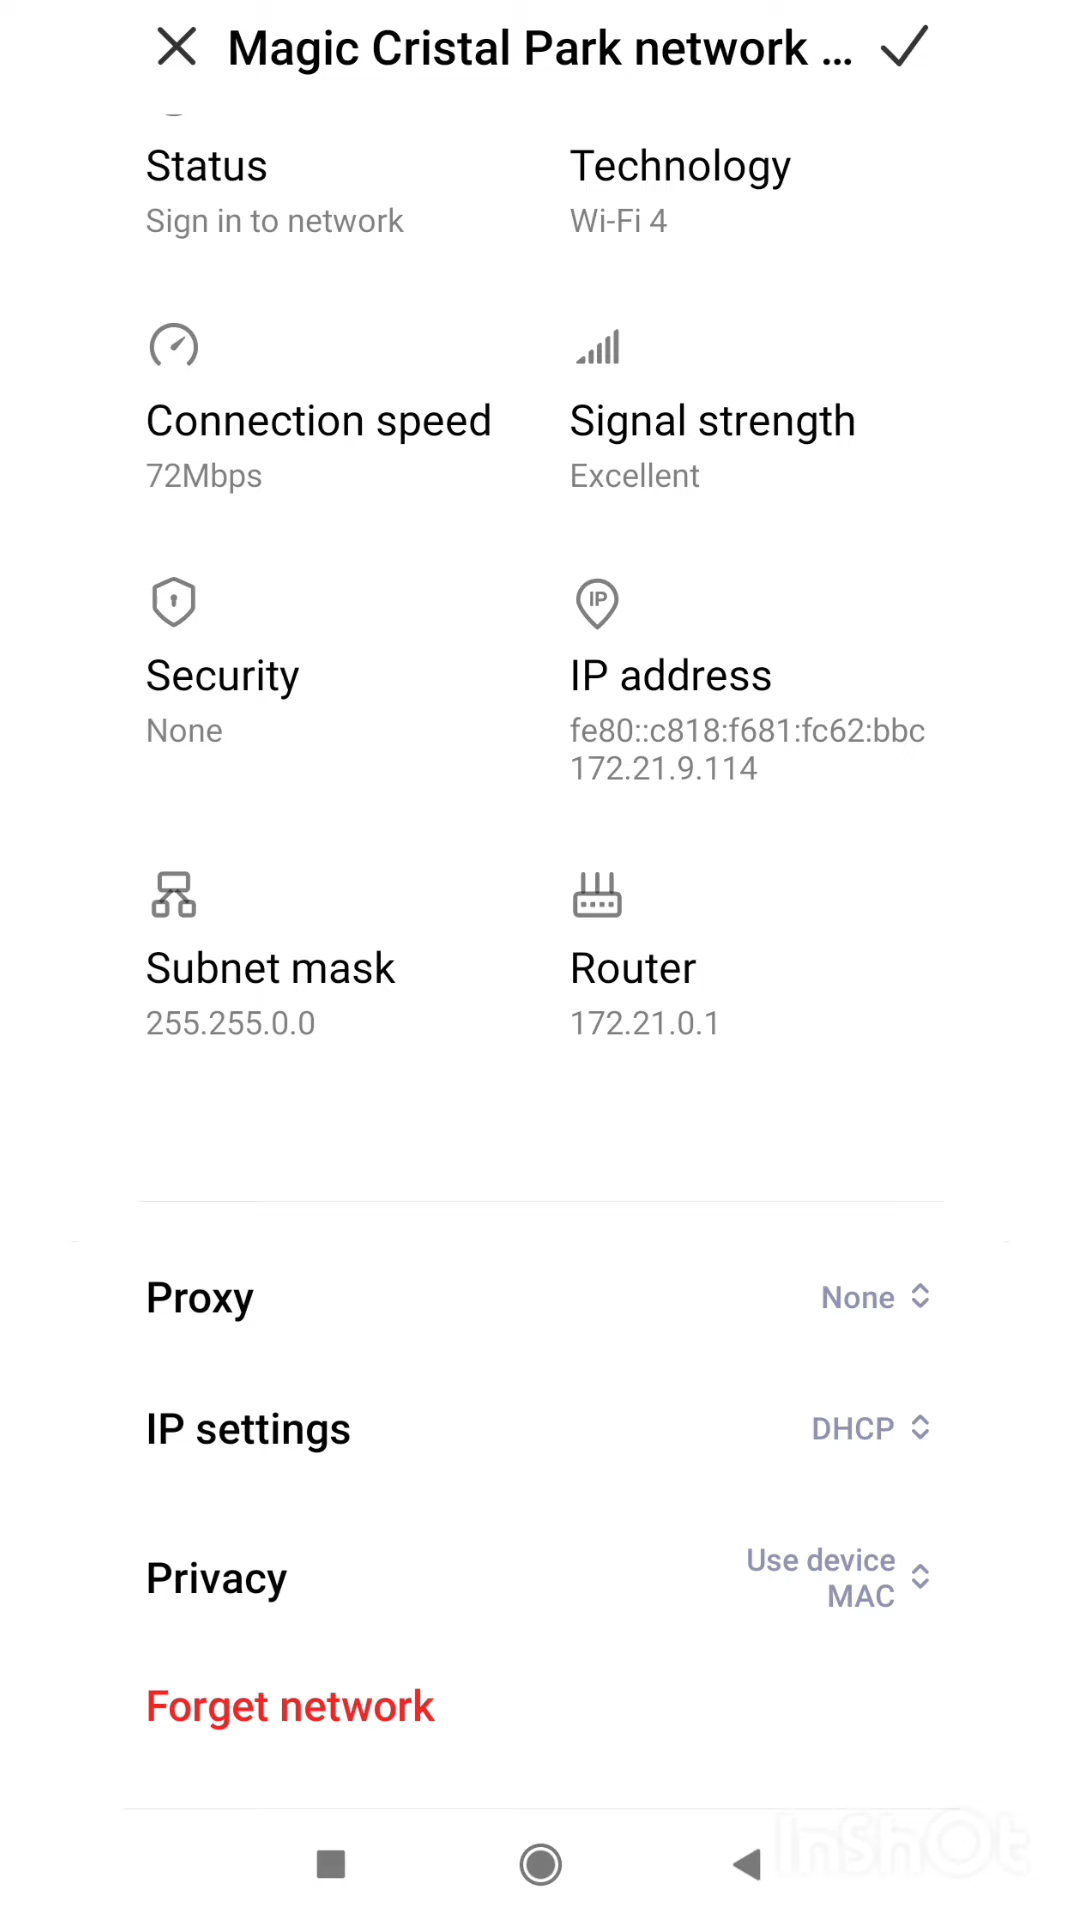 Magic Cristal Park network ...
Status
Technology
Sign in to network
Wi-Fi 4
Connection speed
Signal strength
72Mbps
Excellent
IP
Security
IP address
None
fe80::c818:f681:fc62:bbc
172.21.9.114
Subnet mask
Router
255.255.0.0
172.21.0.1
Proxy
None
IP settings
DHCP
Privacy
Use device
MAC
Forget network
InShOt